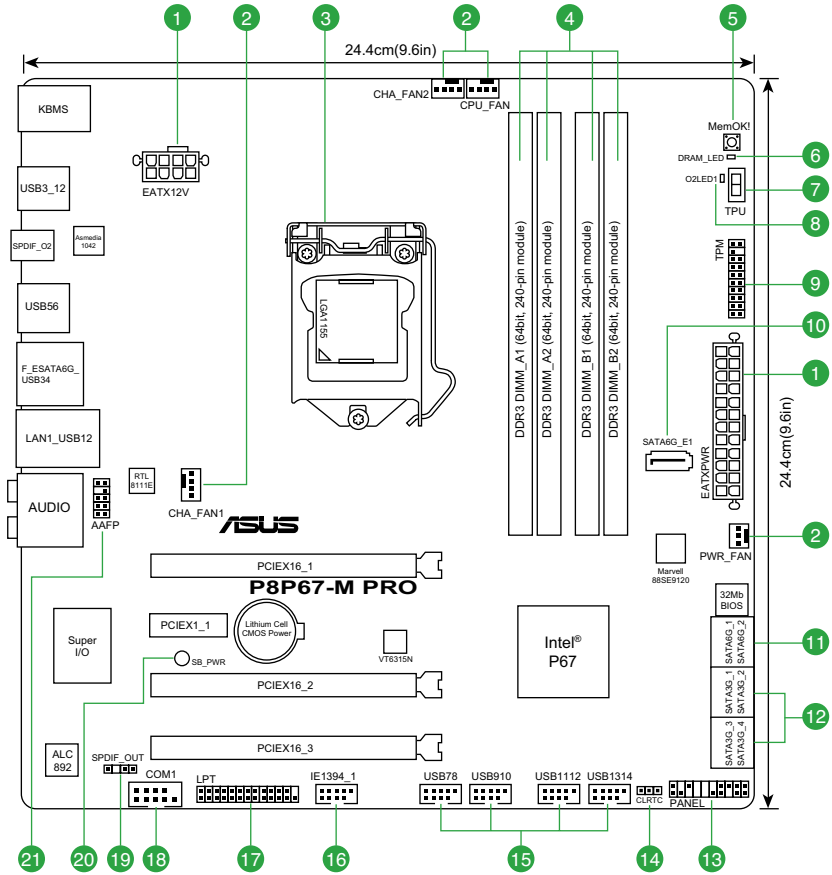 1
2
3
2
4
5
24.4cm(9.6in)
CHA_FAN2
CPU_FAN
KBMS
EATX12V
MemOK!
DRAM_LED
6
O2LED1
7
TPU
8
USB3_12
SPDIF_O2
Asmedia
1042
TPM
9
USB56
LGA1155
DDR3 DIMM_A1 (64bit, 240-pin module)
DDR3 DIMM_A2 (64bit, 240-pin module)
DDR3 DIMM_B1 (64bit, 240-pin module)
DDR3 DIMM_B2 (64bit, 240-pin module)
10
F_ESATA6G_
USB34
1
24.4cm(9.6in)
LAN1_USB12
SATA6G_E1
EATXPWR
RTL
8111E
AUDIO
AAFP
2
CHA_FAN1
ASUS
2
PWR_FAN
Marvell
88SE9120
PCIEX16_1
P8P67-M PRO
32Mb
BIOS
PCIEX1_1
Lithium Cell
CMOS Power
Super
I/O
VT6315N
Intel®
P67
SATA6G_1
SATA6G_2
11
SB_PWR
PCIEX16_2
SATA3G_1
SATA3G_2
12
SATA3G_3
SATA3G_4
PCIEX16_3
ALC
892
SPDIF_OUT
COM1
LPT
IE1394_1
USB78
USB910
USB1112
USB1314
CLRTC
PANEL
21
20
19
18
17
16
15
14
13